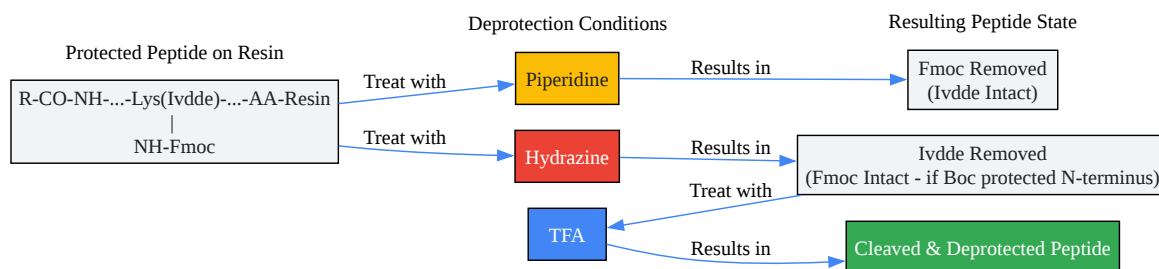 Deprotection Conditions
Resulting Peptide State
Protected Peptide on Resin
R-CO-NH-...-Lys(Ivdde)-...-AA-Resin
|
NH-Fmoc
Treat with
Piperidine
Results in
Fmoc Removed
(Ivdde Intact)
Treat with
Hydrazine
Results in
Ivdde Removed
(Fmoc Intact - if Boc protected N-terminus)
Treat with
TFA
Results in
Cleaved & Deprotected Peptide